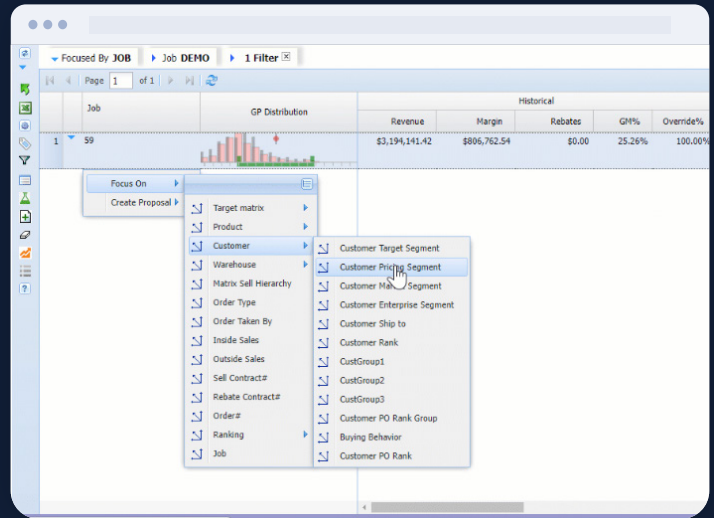 Focused By JOB Job DEMO 1 Filter
Page 1 of 1
Job GP Distribution Historical
Revenue Margin Rebates GM% Override%
1 59 $3,194,141.42 $806,762.54 $0.00 25.26% 100.00%
Focus On
Create Proposal
Target matrix
Product
Customer
Warehouse
Matrix Sell Hierarchy
Order Type
Order Taken By
Inside Sales
Outside Sales
Sell Contract#
Rebate Contract#
Order#
Ranking
Job
Customer Target Segment
Customer Pricing Segment
Customer Segment
Customer Enterprise Segment
Customer Ship to
Customer Rank
CustGroup1
CustGroup2
CustGroup3
Customer PO Rank Group
Buying Behavior
Customer PO Rank